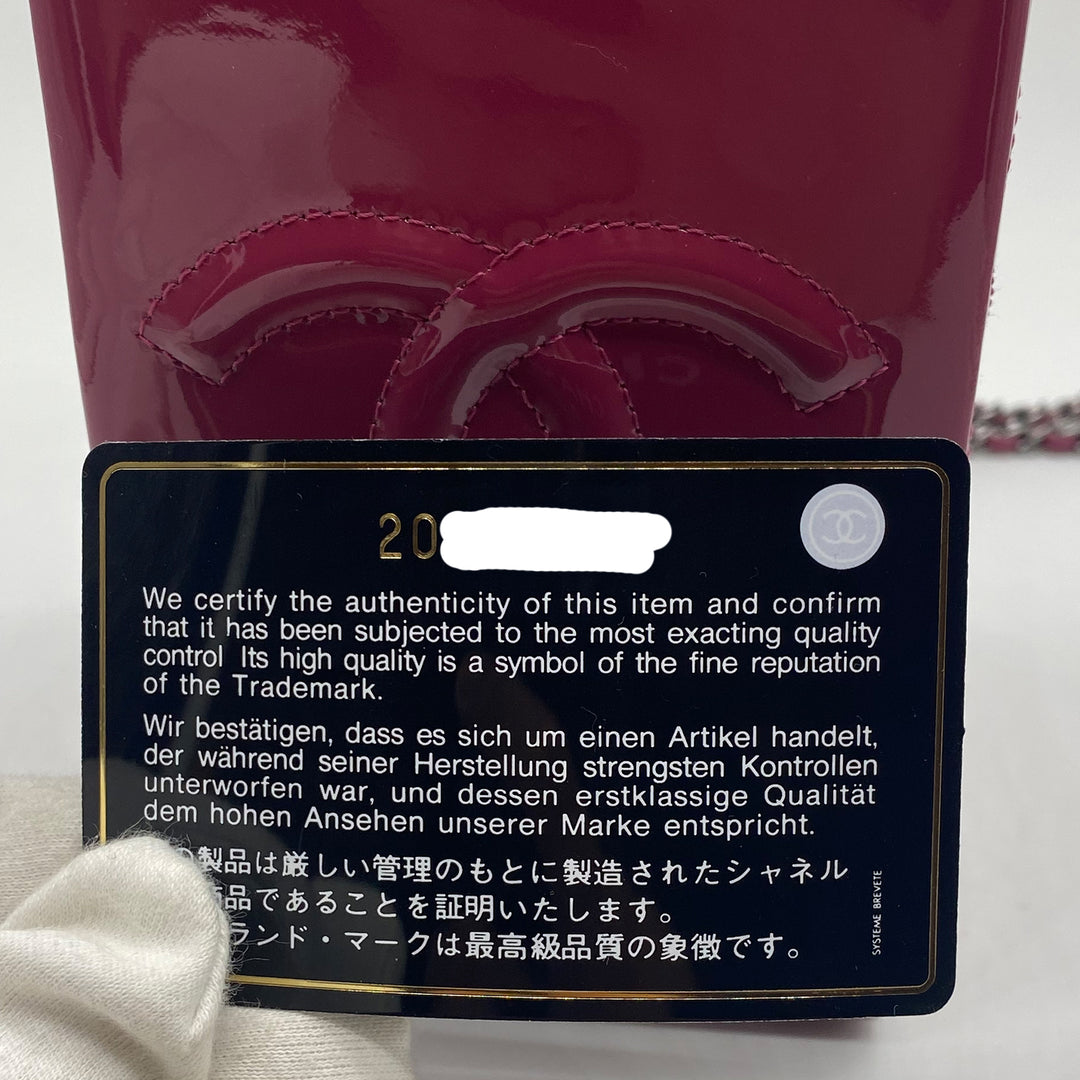 20
We certify the authenticity of this item and confirm
that it has been subjected to the most exacting quality
control Its high quality is a symbol of the fine reputation
of the Trademark.
Wir bestätigen, dass es sich um einen Artikel handelt,
der während seiner Herstellung strengsten Kontrollen
unterworfen war, und dessen erstklassige Qualität
dem hohen Ansehen unserer Marke entspricht.
製品は厳しい管理のもとに製造されたシャネル
品であることを証明いたします。
ランド・マークは最高級品質の象徴です。
SYSTEME BREVETE